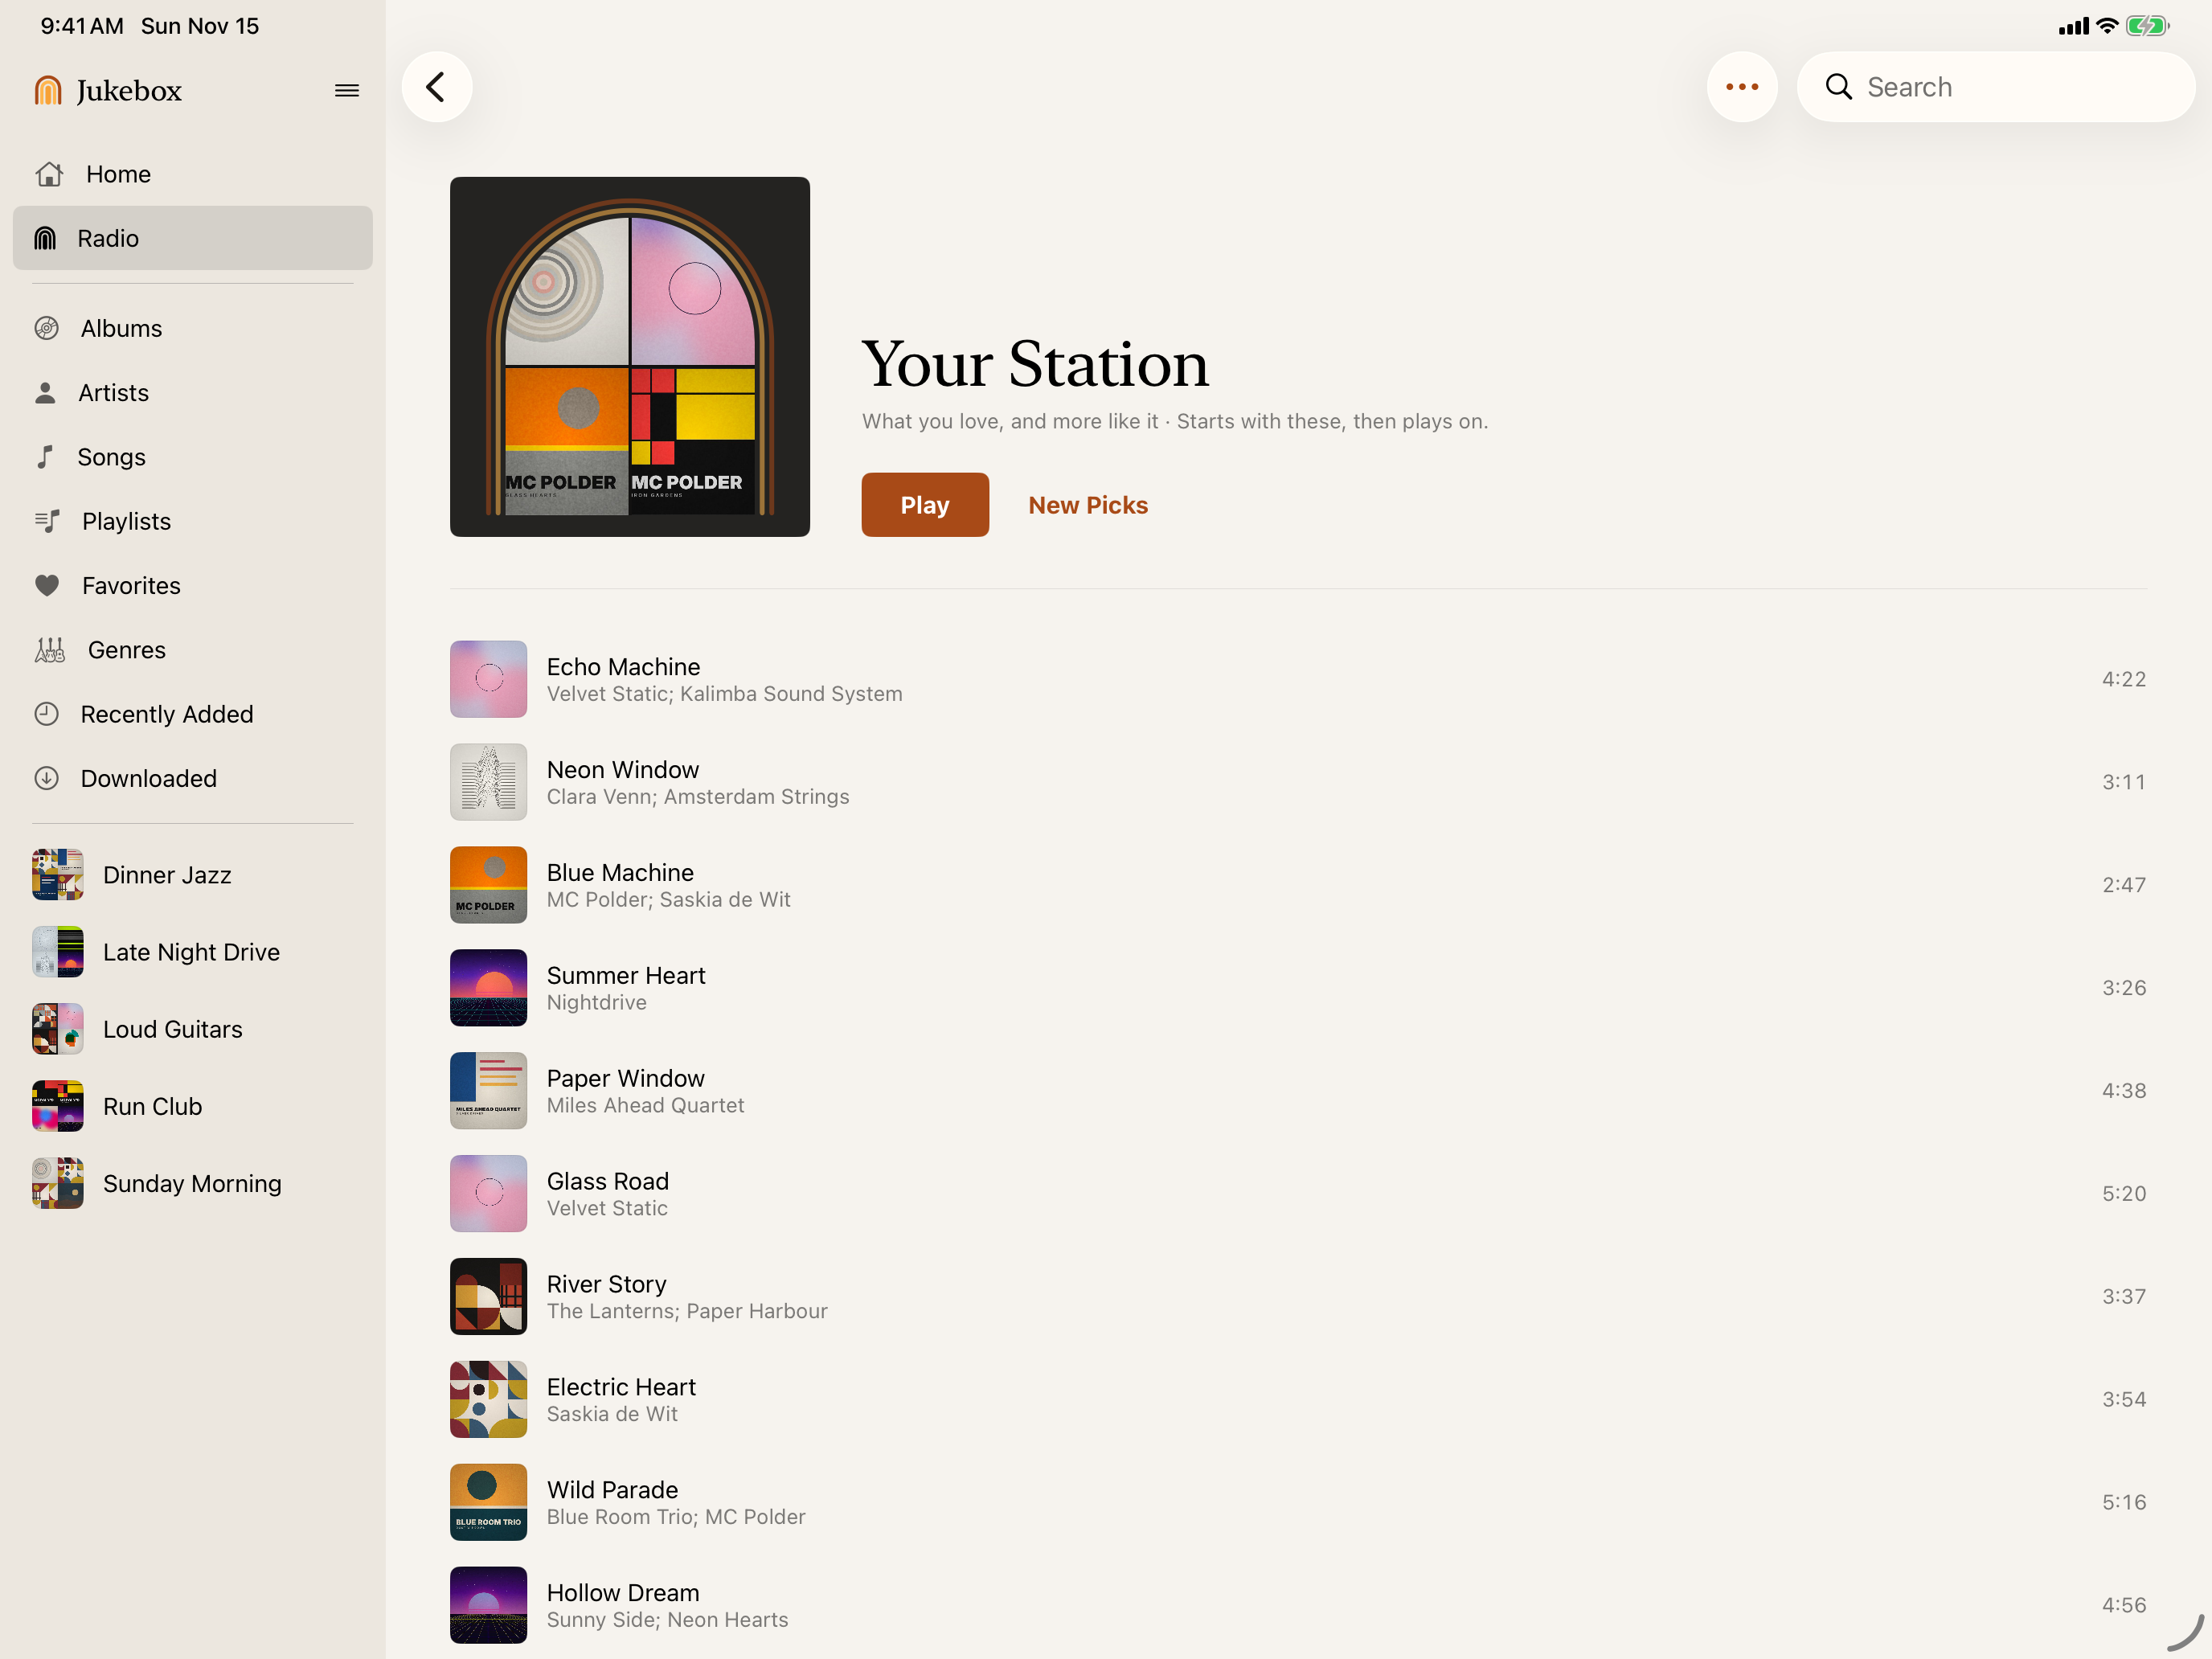 9:41 AM Sun Nov 15
Jukebox
Home
Radio
Albums
Artists
Songs
Playlists
Favorites
Genres
Recently Added
Downloaded
Dinner Jazz
Late Night Drive
Loud Guitars
Run Club
Sunday Morning
Search
MC POLDER
GLASS HEARTS
MC POLDER
IRON GARDENS
Your Station
What you love, and more like it · Starts with these, then plays on.
Play
New Picks
Echo Machine
Velvet Static; Kalimba Sound System
4:22
Neon Window
Clara Venn; Amsterdam Strings
3:11
MC POLDER
Blue Machine
MC Polder; Saskia de Wit
2:47
Summer Heart
Nightdrive
3:26
MILES AHEAD QUARTET
Paper Window
Miles Ahead Quartet
4:38
Glass Road
Velvet Static
5:20
River Story
The Lanterns; Paper Harbour
3:37
Electric Heart
Saskia de Wit
3:54
BLUE ROOM TRIO
Wild Parade
Blue Room Trio; MC Polder
5:16
Hollow Dream
Sunny Side; Neon Hearts
4:56